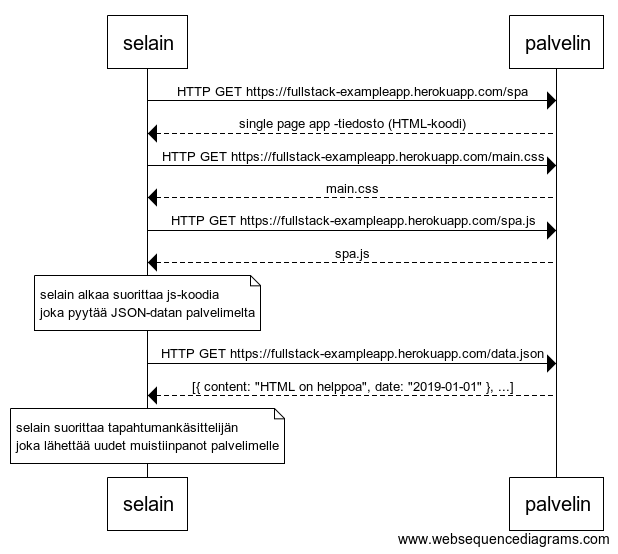 selain
palvelin
HTTP GET https://fullstack-exampleapp.herokuapp.com/spa
single page app -tiedosto (HTML-koodi)
HTTP GET https://fullstack-exampleapp.herokuapp.com/main.css
main.css
HTTP GET https://fullstack-exampleapp.herokuapp.com/spa.js
spa.js
selain alkaa suorittaa js-koodia
joka pyytää JSON-datan palvelimelta
HTTP GET https://fullstack-exampleapp.herokuapp.com/data.json
[{ content: "HTML on helppoa", date: "2019-01-01" }, ...]
selain suorittaa tapahtumankäsittelijän
joka lähettää uudet muistiinpanot palvelimelle
selain
palvelin
www.websequencediagrams.com